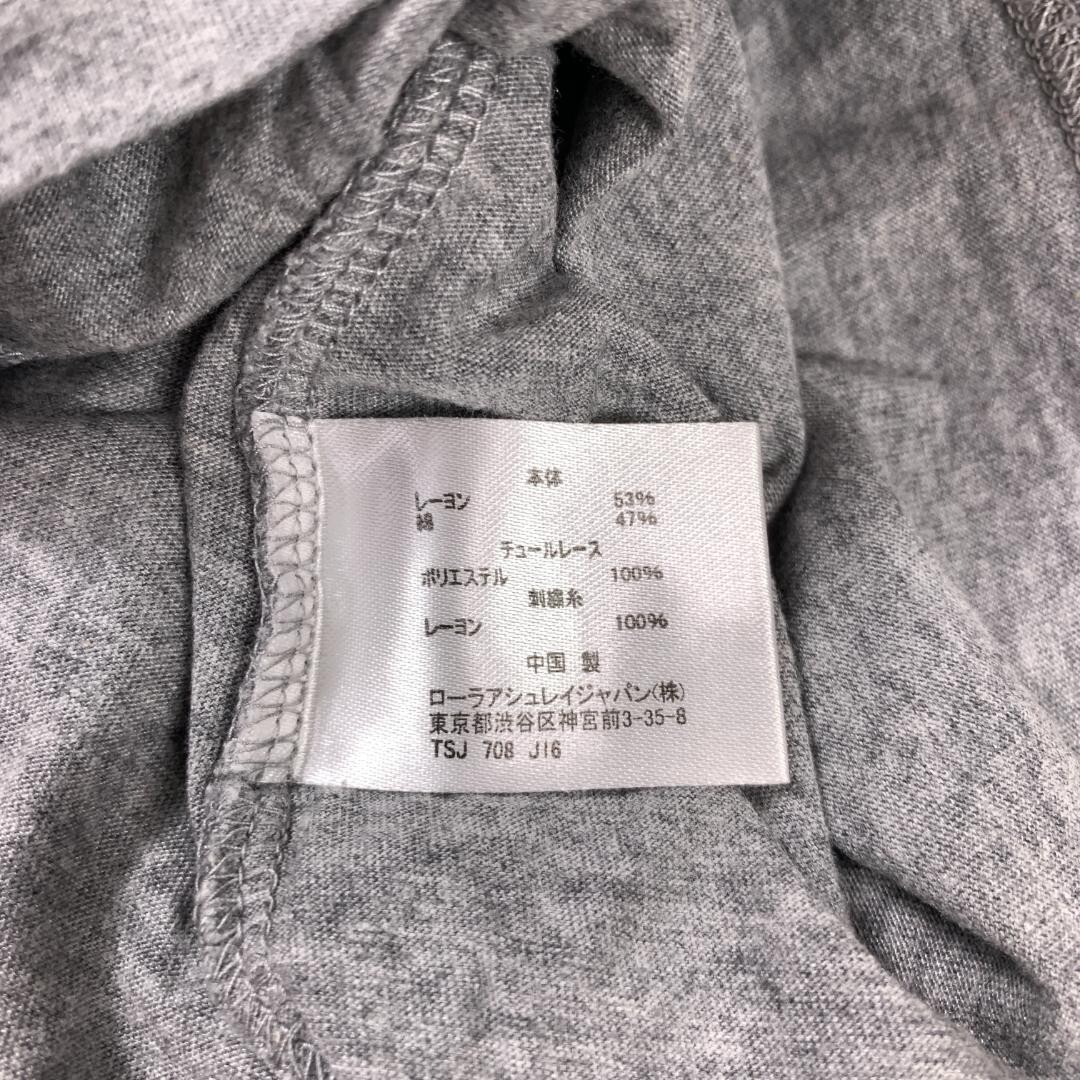 本体
レーヨン 53%
綿 47%
チュールレース
ポリエステル 100%
刺繍糸
レーヨン 100%
中国 製
ローラアシュレイジャパン(株)
東京都渋谷区神宮前3-35-8
TSJ 708 J16